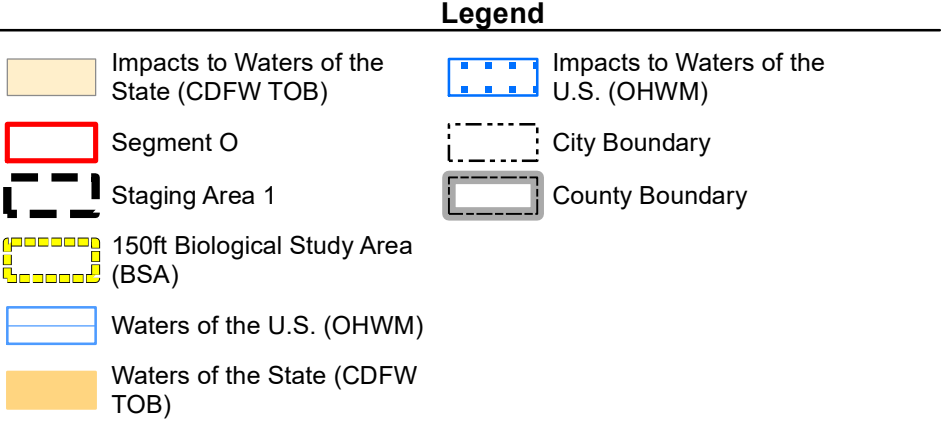 Legend
Impacts to Waters of the
State (CDFW TOB)
Segment O
Staging Area 1
150ft Biological Study Area
(BSA)
Waters of the U.S. (OHWM)
Waters of the State (CDFW
TOB)
Impacts to Waters of the
U.S. (OHWM)
City Boundary
County Boundary